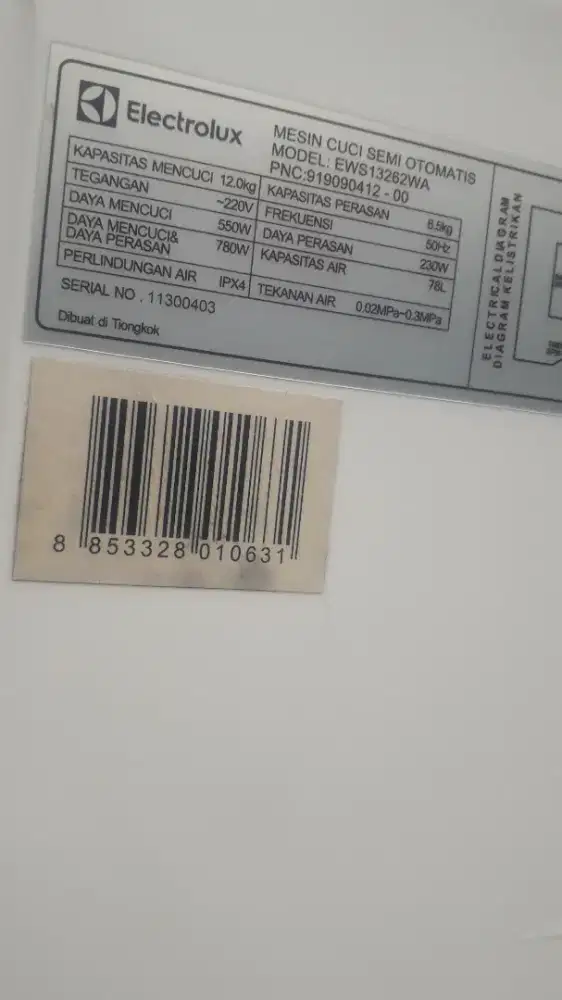 Electrolux
MESIN CUCI SEMI OTOMATIS
MODEL: EWS13262WA
PNC:919090412 - 00
KAPASITAS MENCUCI 12.0kg
KAPASITAS PERASAN 8.5kg
TEGANGAN ~220V
FREKUENSI 50Hz
DAYA MENCUCI 550W
DAYA PERASAN 230W
DAYA MENCUCI&
DAYA PERASAN 780W
KAPASITAS AIR 78L
PERLINDUNGAN AIR IPX4
TEKANAN AIR 0.02MPa~0.3MPa
SERIAL NO . 11300403
Dibuat di Tiongkok
ELECTRICAL DIAGRAM
DIAGRAM KELISTRIKAN
8 853328 010631